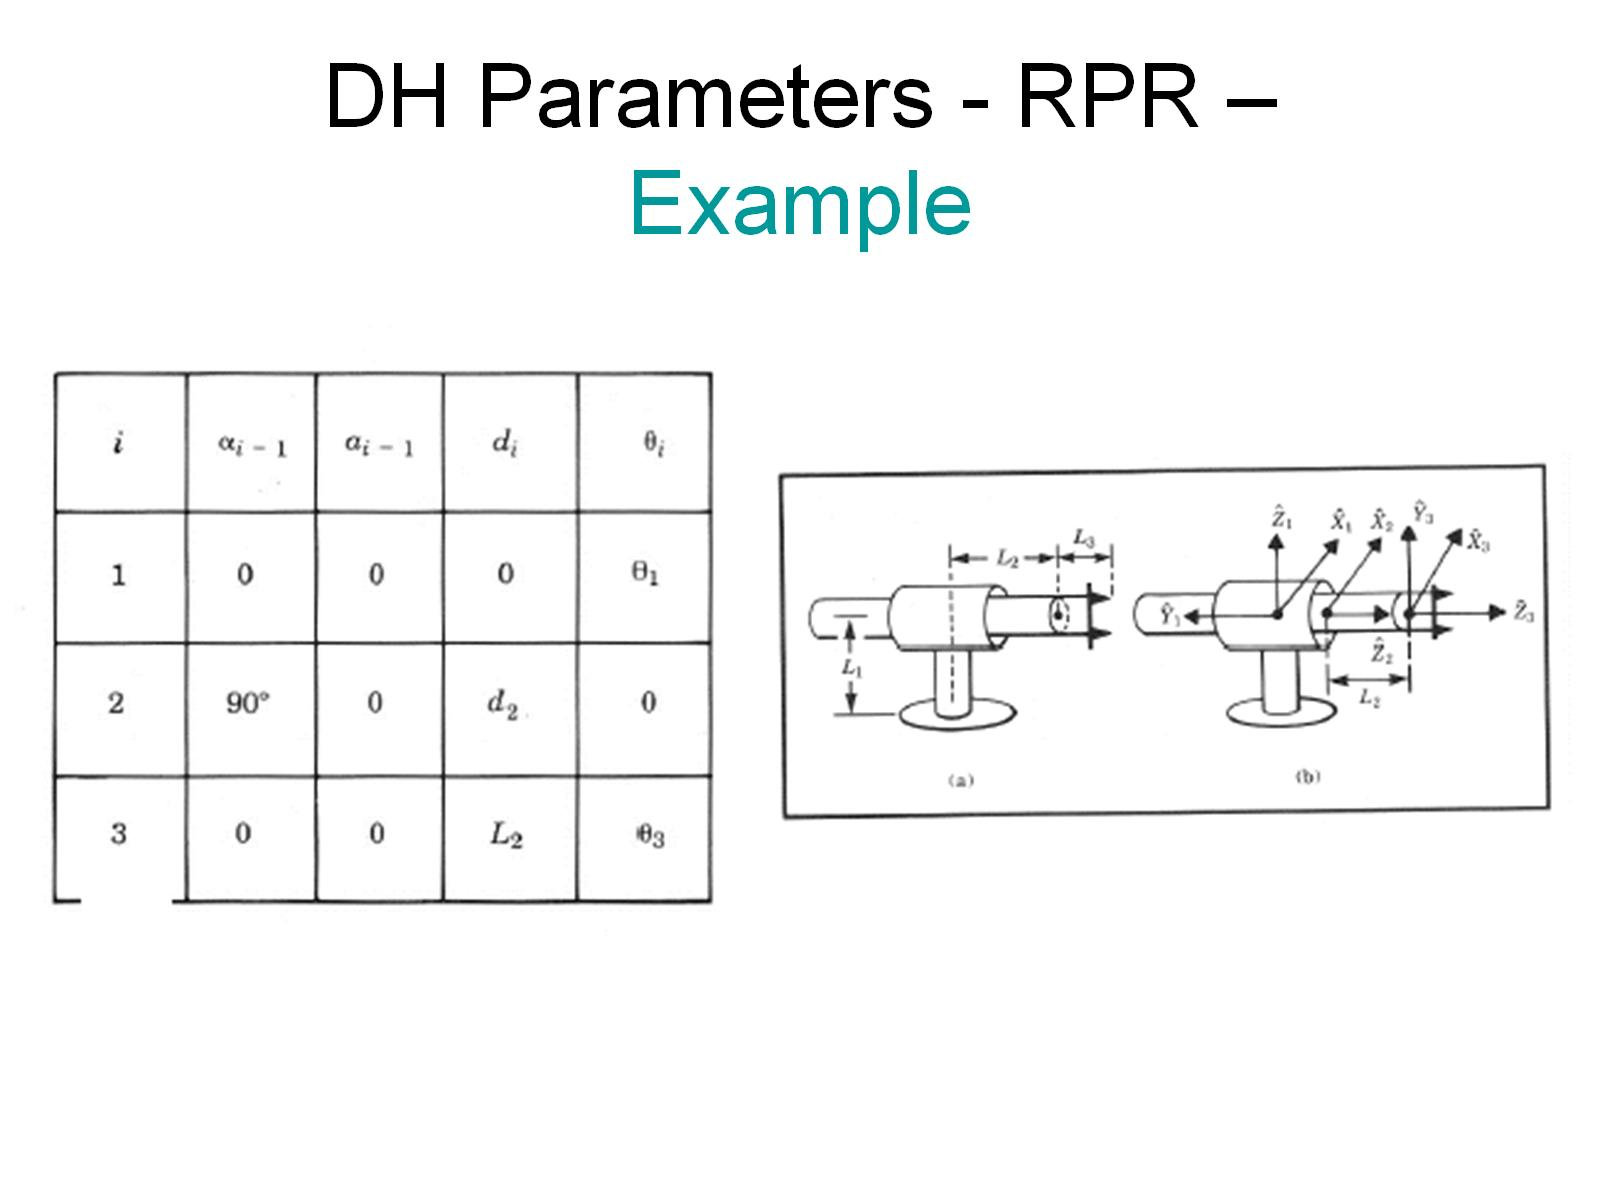 DH Parameters - RPR –
Example
i αi − 1 ai − 1 di θi
1 0 0 0 θ1
2 90° 0 d2 0
3 0 0 L2 θ3
L2 L3
L1
(a)
Ẑ1 X̂1 X̂2 Ŷ3 X̂3
Ŷ1 Ẑ3
Ẑ2
L2
(b)